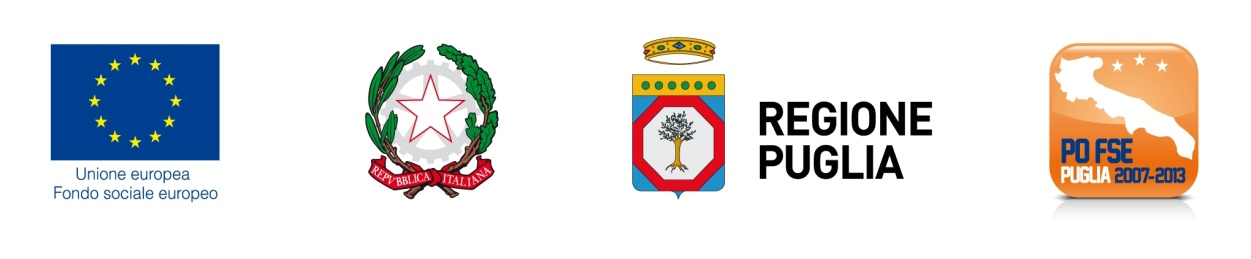 Unione europea
Fondo sociale europeo
REPVBBLICA ITALIANA
REGIONE
PUGLIA
PO FSE
PUGLIA 2007-2013